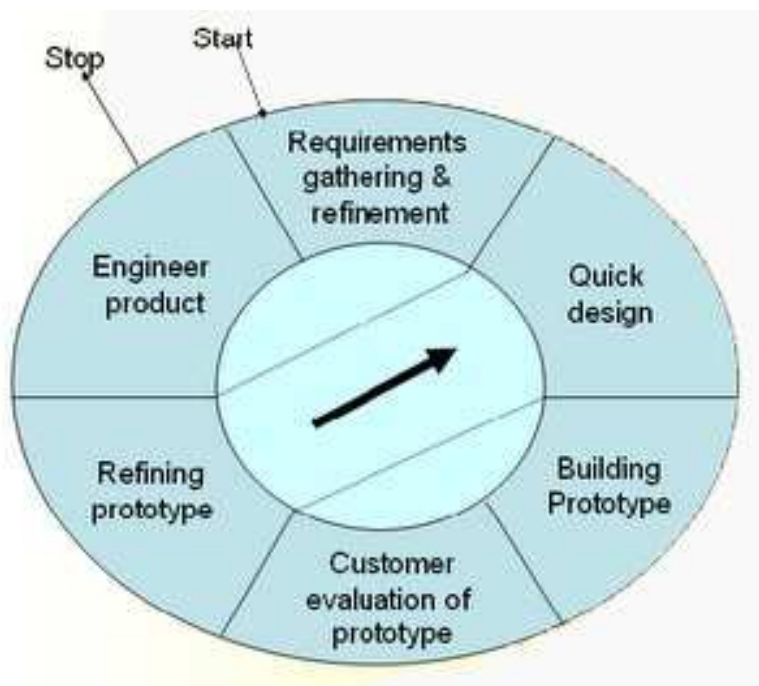 Start
Stop
Requirements
gathering &
refinement
Quick
design
Building
Prototype
Customer
evaluation of
prototype
Refining
prototype
Engineer
product